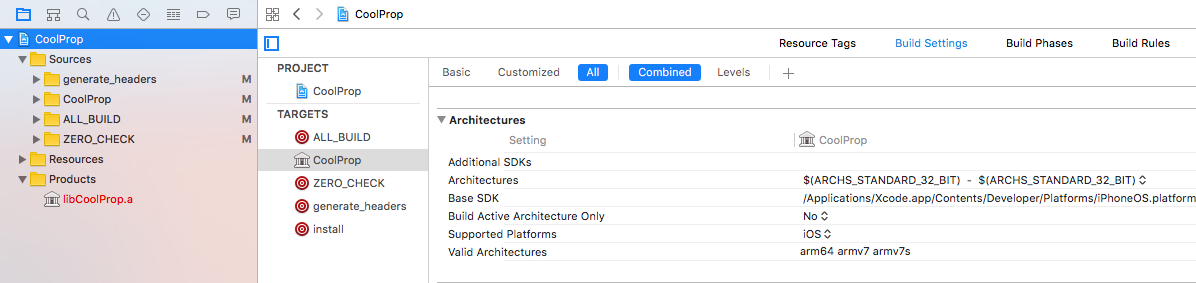 CoolProp
CoolProp
Sources
generate_headers M
CoolProp M
ALL_BUILD M
ZERO_CHECK M
Resources
Products
libCoolProp.a
Resource Tags Build Settings Build Phases Build Rules
PROJECT
CoolProp
TARGETS
ALL_BUILD
CoolProp
ZERO_CHECK
generate_headers
install
Basic Customized All Combined Levels +
Architectures
Setting CoolProp
Additional SDKs
Architectures $(ARCHS_STANDARD_32_BIT) - $(ARCHS_STANDARD_32_BIT)
Base SDK /Applications/Xcode.app/Contents/Developer/Platforms/iPhoneOS.platform
Build Active Architecture Only No
Supported Platforms iOS
Valid Architectures arm64 armv7 armv7s